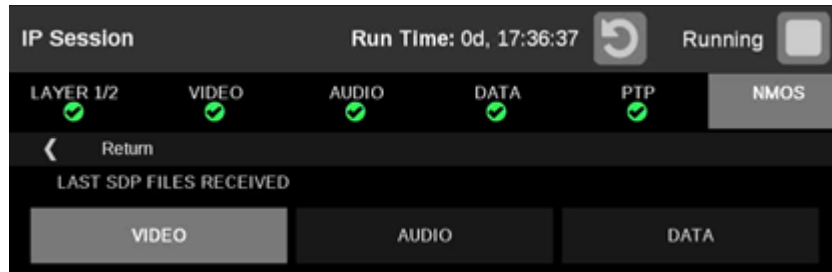 IP Session Run Time: 0d, 17:36:37 Running
LAYER 1/2 VIDEO AUDIO DATA PTP NMOS
Return
LAST SDP FILES RECEIVED
VIDEO AUDIO DATA